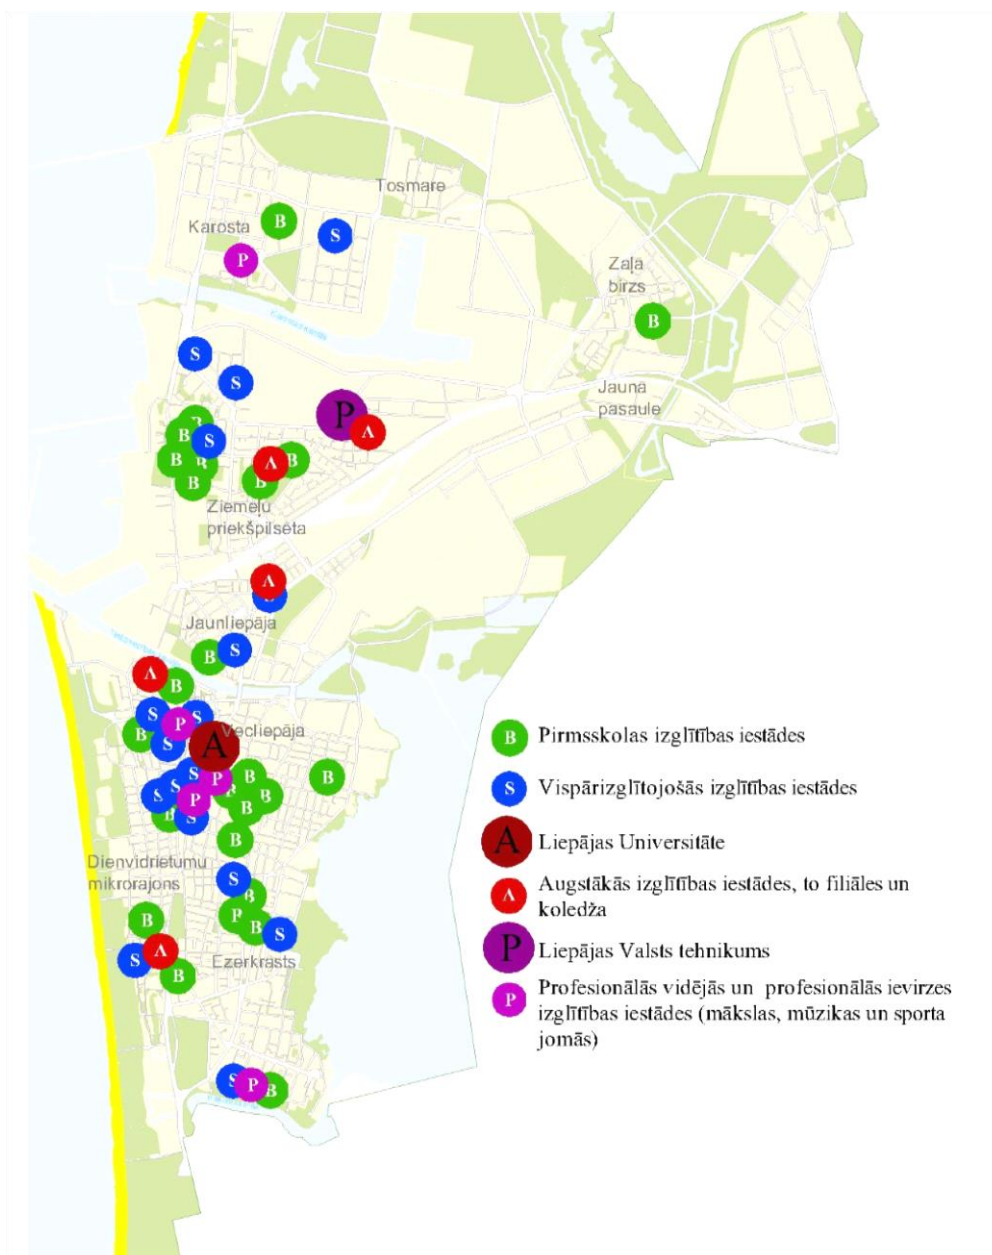 Tosmare
Karosta
B
S
P
Zaļa
birzs
B
S
S
Jauna
pasaule
P
A
B
B
S
B
B
B
A
B
B
Ziemeļu
priekšpilsēta
A
Jaunliepāja
B
S
A
B
S
S
P
B
S
Vecliepāja
A
S
P
B
B
S
S
B
B
P
B
B
S
B
Dienvidrietumu
mikrorajons
S
B
B
B
B
S
S
A
Ezerkrasts
B
S
P
B
B Pirmsskolas izglītības iestādes
S Vispārizglītojošās izglītības iestādes
A Liepājas Universitāte
A Augstākās izglītības iestādes, to filiāles un
koledža
P Liepājas Valsts tehnikums
P Profesionālās vidējās un profesionālās ievirzes
izglītības iestādes (mākslas, mūzikas un sporta
jomās)